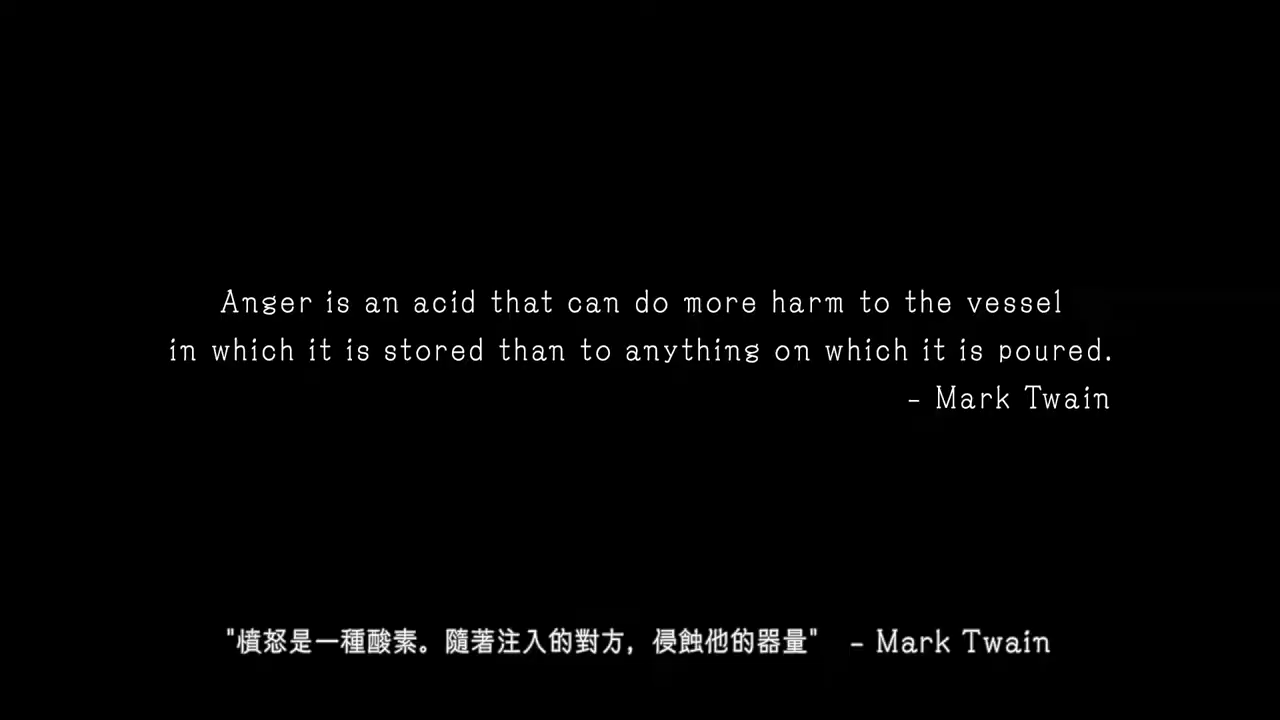 Anger is an acid that can do more harm to the vessel
in which it is stored than to anything on which it is poured.
- Mark Twain
"憤怒是一種酸素。隨著注入的對方，侵蝕他的器量" - Mark Twain